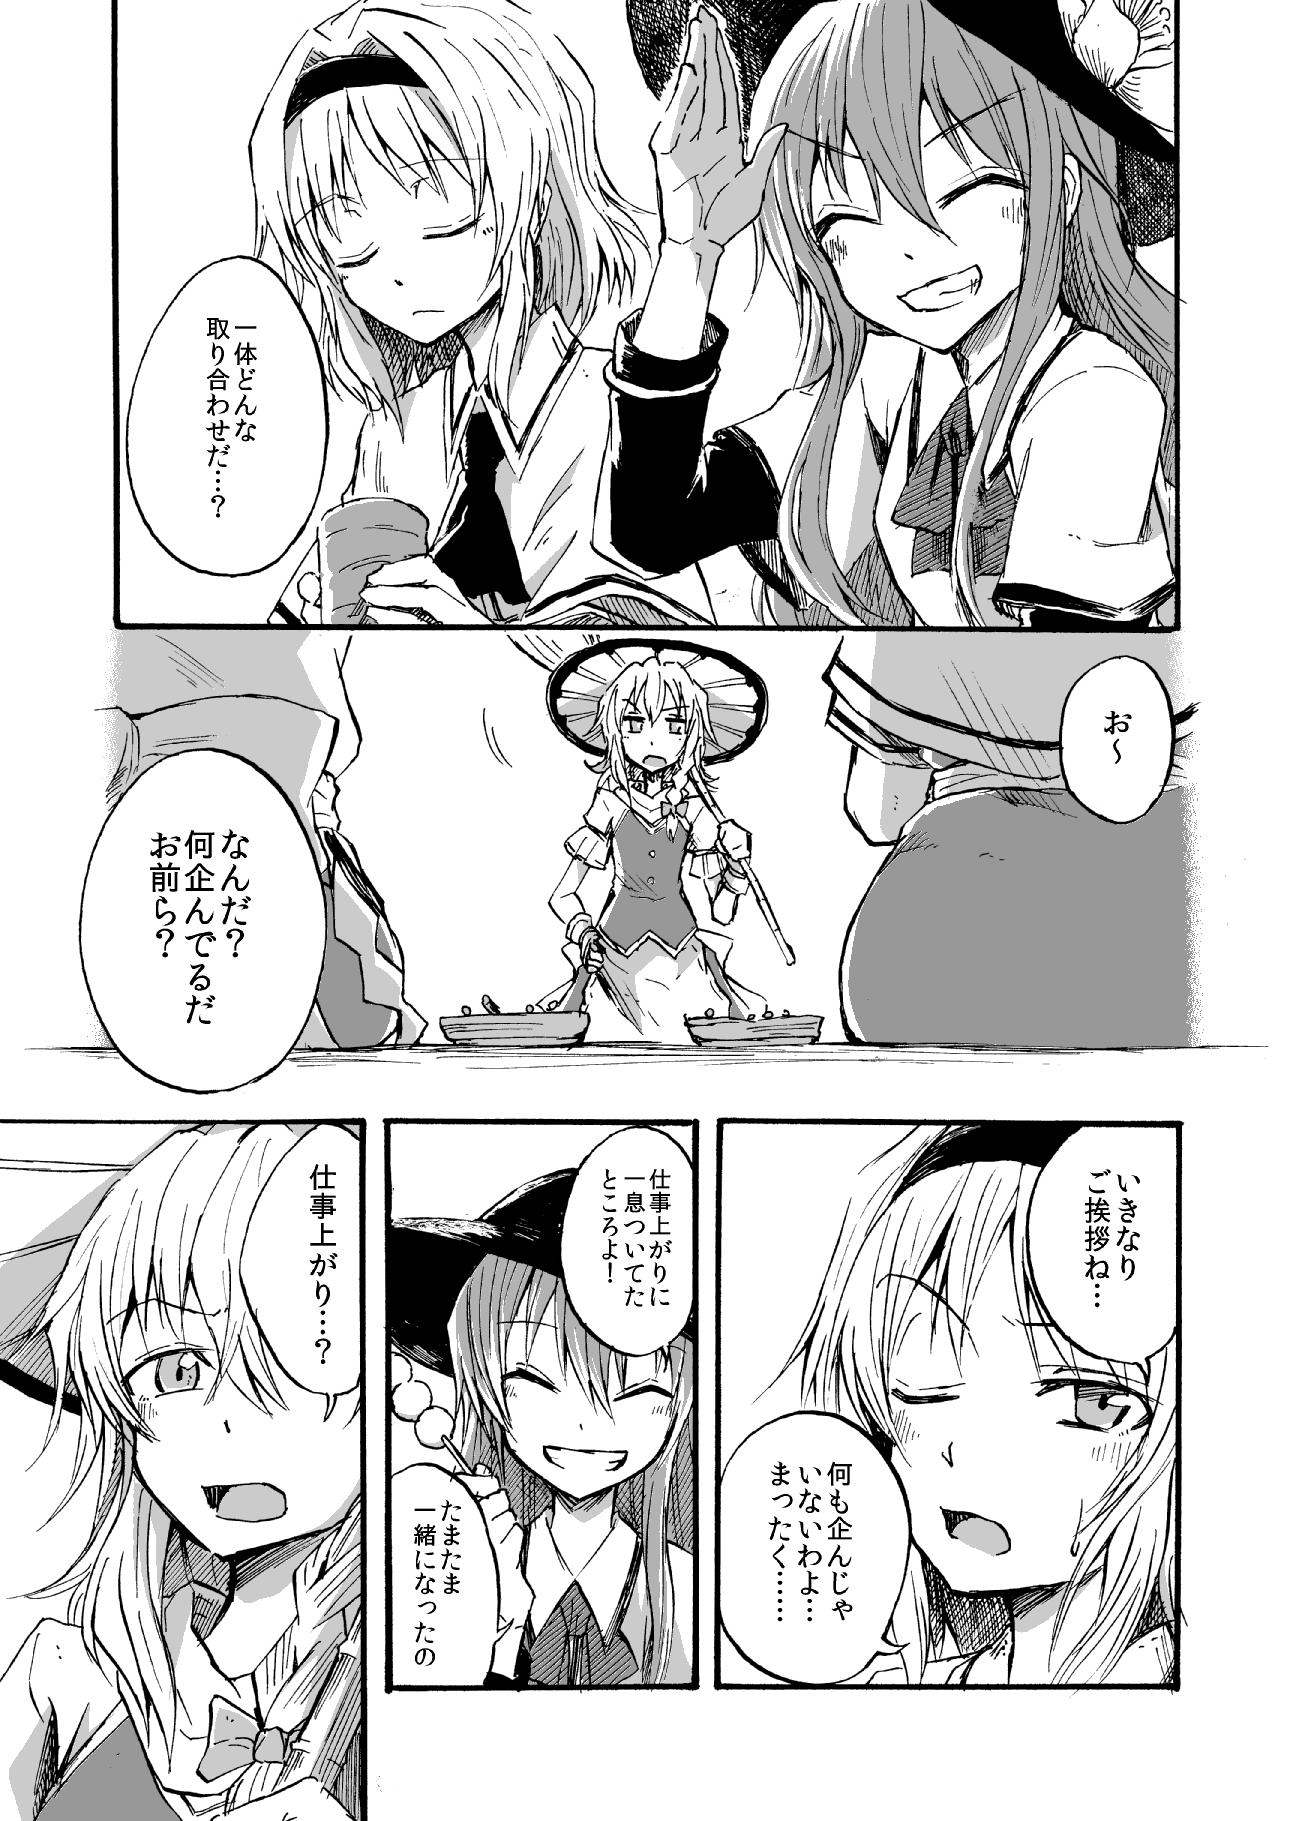 一体どんな
取り合わせだ…?
お〜
なんだ?
何企んでるだ
お前ら?
いきなり
ご挨拶ね…
何も企んじゃ
いないわよ…
まったく……
仕事上がりに
一息ついてた
ところよ!
たまたま
一緒になったの
仕事上がり…?